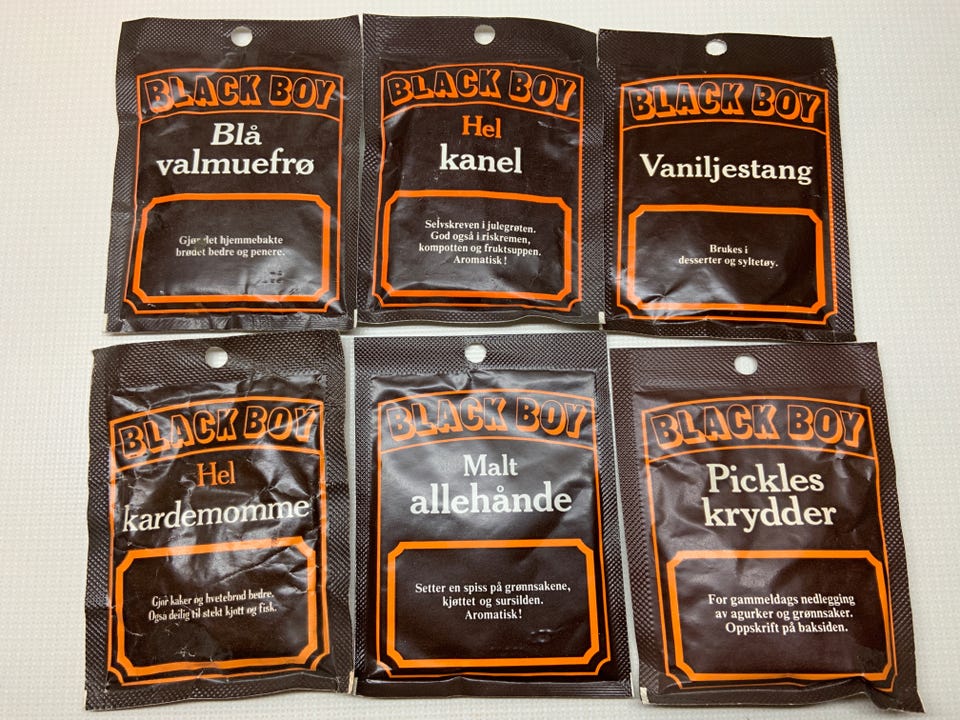 BLACK BOY
Blå
valmuefrø
Gjør det hjemmebakte
brødet bedre og penere.
BLACK BOY
Hel
kanel
Selvskreven i julegrøten.
God også i riskremen,
kompotten og fruktsuppen.
Aromatisk!
BLACK BOY
Vaniljestang
Brukes i
desserter og syltetøy.
BLACK BOY
Hel
kardemomme
Gjør kaker og hvetebrød bedre.
Også deilig til stekt kjøtt og fisk.
BLACK BOY
Malt
allehånde
Setter en spiss på grønnsakene,
kjøttet og sursilden.
Aromatisk!
BLACK BOY
Pickles
krydder
For gammeldags nedlegging
av agurker og grønnsaker.
Oppskrift på baksiden.